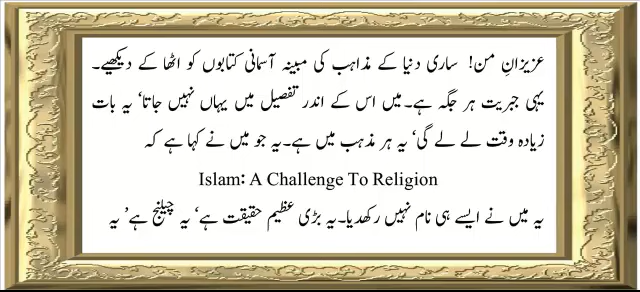 عزیزانِ من! ساری دنیا کے مذاہب کی مبینہ آسمانی کتابوں کو اٹھا کے دیکھیے۔
یہی جبریت ہر جگہ ہے۔ میں اس کے اندر تفصیل میں یہاں نہیں جاتا‘ یہ بات
زیادہ وقت لے لے گی‘ یہ ہر مذہب میں ہے۔ یہ جو میں نے کہا ہے کہ
Islam: A Challenge To Religion
یہ میں نے ایسے ہی نام نہیں رکھدیا۔ یہ بڑی عظیم حقیقت ہے‘ یہ چیلنج ہے‘ یہ